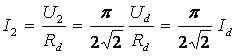 I₂ = U₂/R_d = π/(2√2) U_d/R_d = π/(2√2) I_d